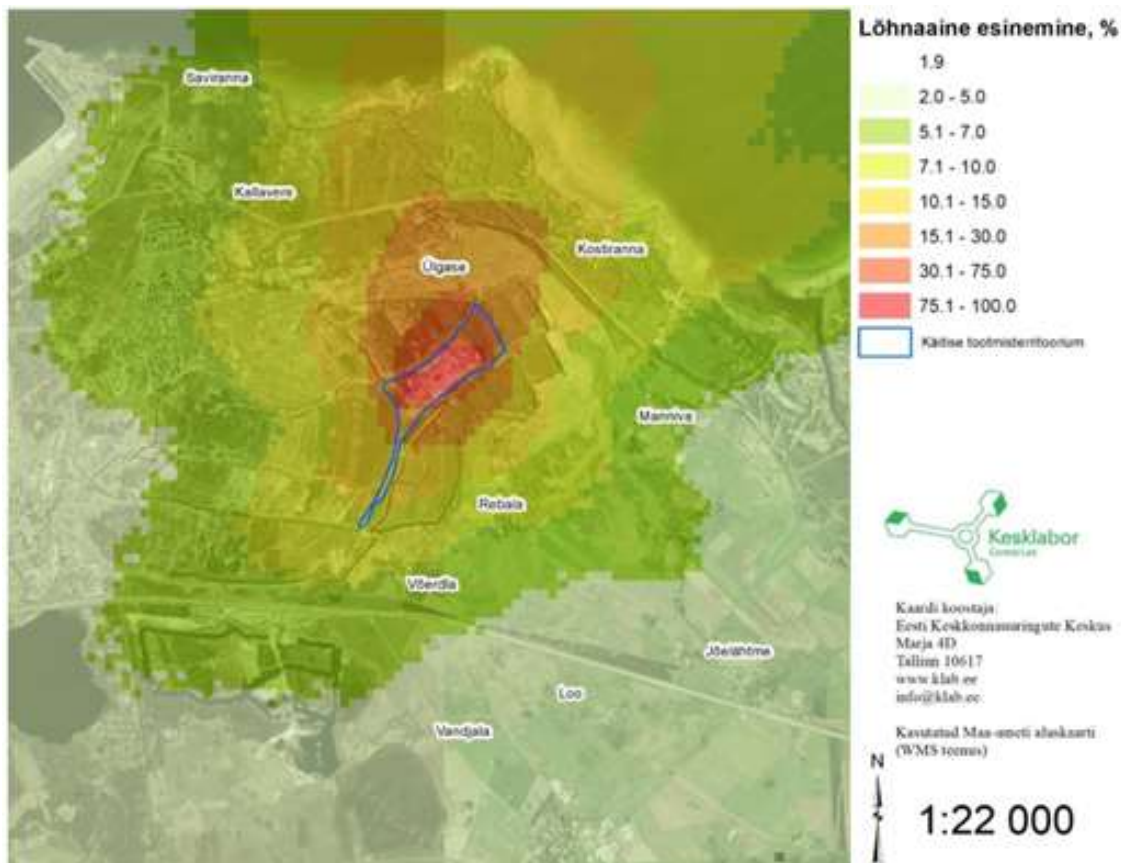 Lõhnaaine esinemine, %
1.9
2.0 - 5.0
5.1 - 7.0
7.1 - 10.0
10.1 - 15.0
15.1 - 30.0
30.1 - 75.0
75.1 - 100.0
Käitise tootmisterritoorium
Saviranna
Kallavere
Ülgase
Kostiranna
Manniva
Rebala
Võerdla
Jõelähtme
Loo
Vandjala
Kesklabor
Kaardi koostaja:
Eesti Keskkonnauuringute Keskus
Marja 4D
Tallinn 10617
www.klab.ee
info@klab.ee
Kasutatud Maa-ameti aluskaarti
(WMS teenus)
N
1:22 000